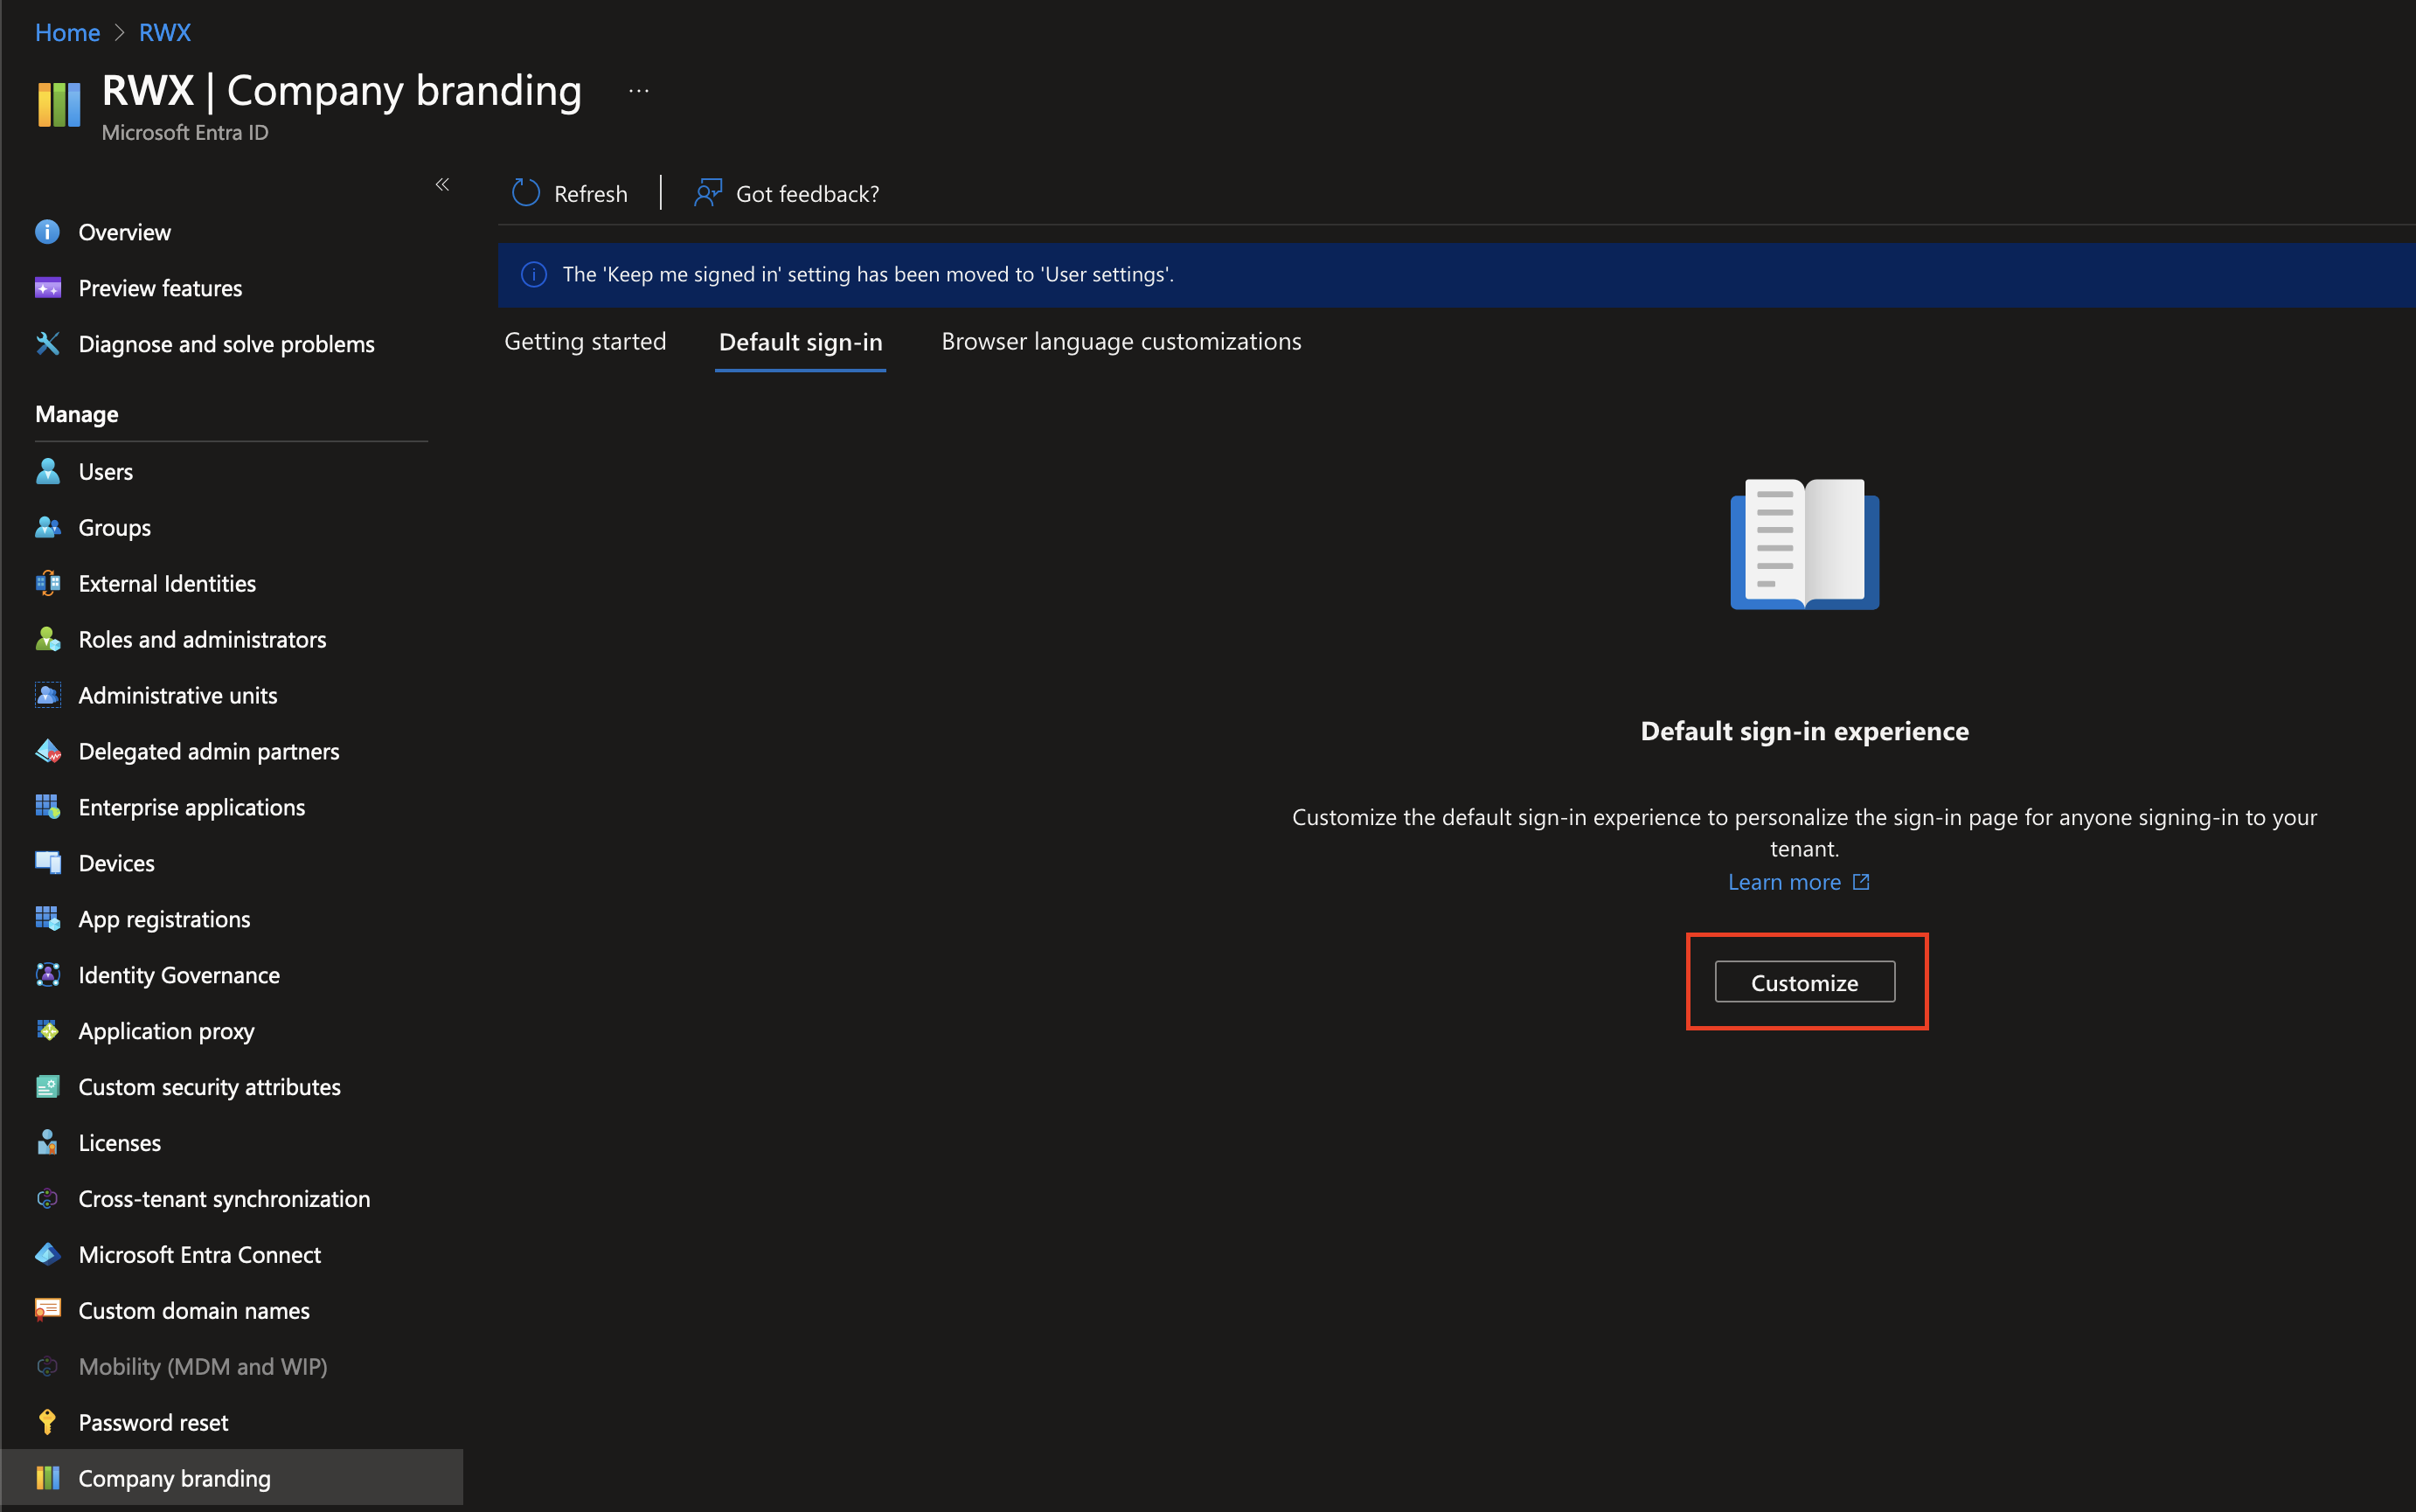 Home > RWX
RWX | Company branding ...
Microsoft Entra ID
«
Refresh | Got feedback?
The 'Keep me signed in' setting has been moved to 'User settings'.
Getting started Default sign-in Browser language customizations
Overview
Preview features
Diagnose and solve problems
Manage
Users
Groups
External Identities
Roles and administrators
Administrative units
Delegated admin partners
Enterprise applications
Devices
App registrations
Identity Governance
Application proxy
Custom security attributes
Licenses
Cross-tenant synchronization
Microsoft Entra Connect
Custom domain names
Mobility (MDM and WIP)
Password reset
Company branding
Default sign-in experience
Customize the default sign-in experience to personalize the sign-in page for anyone signing-in to your
tenant.
Learn more
Customize